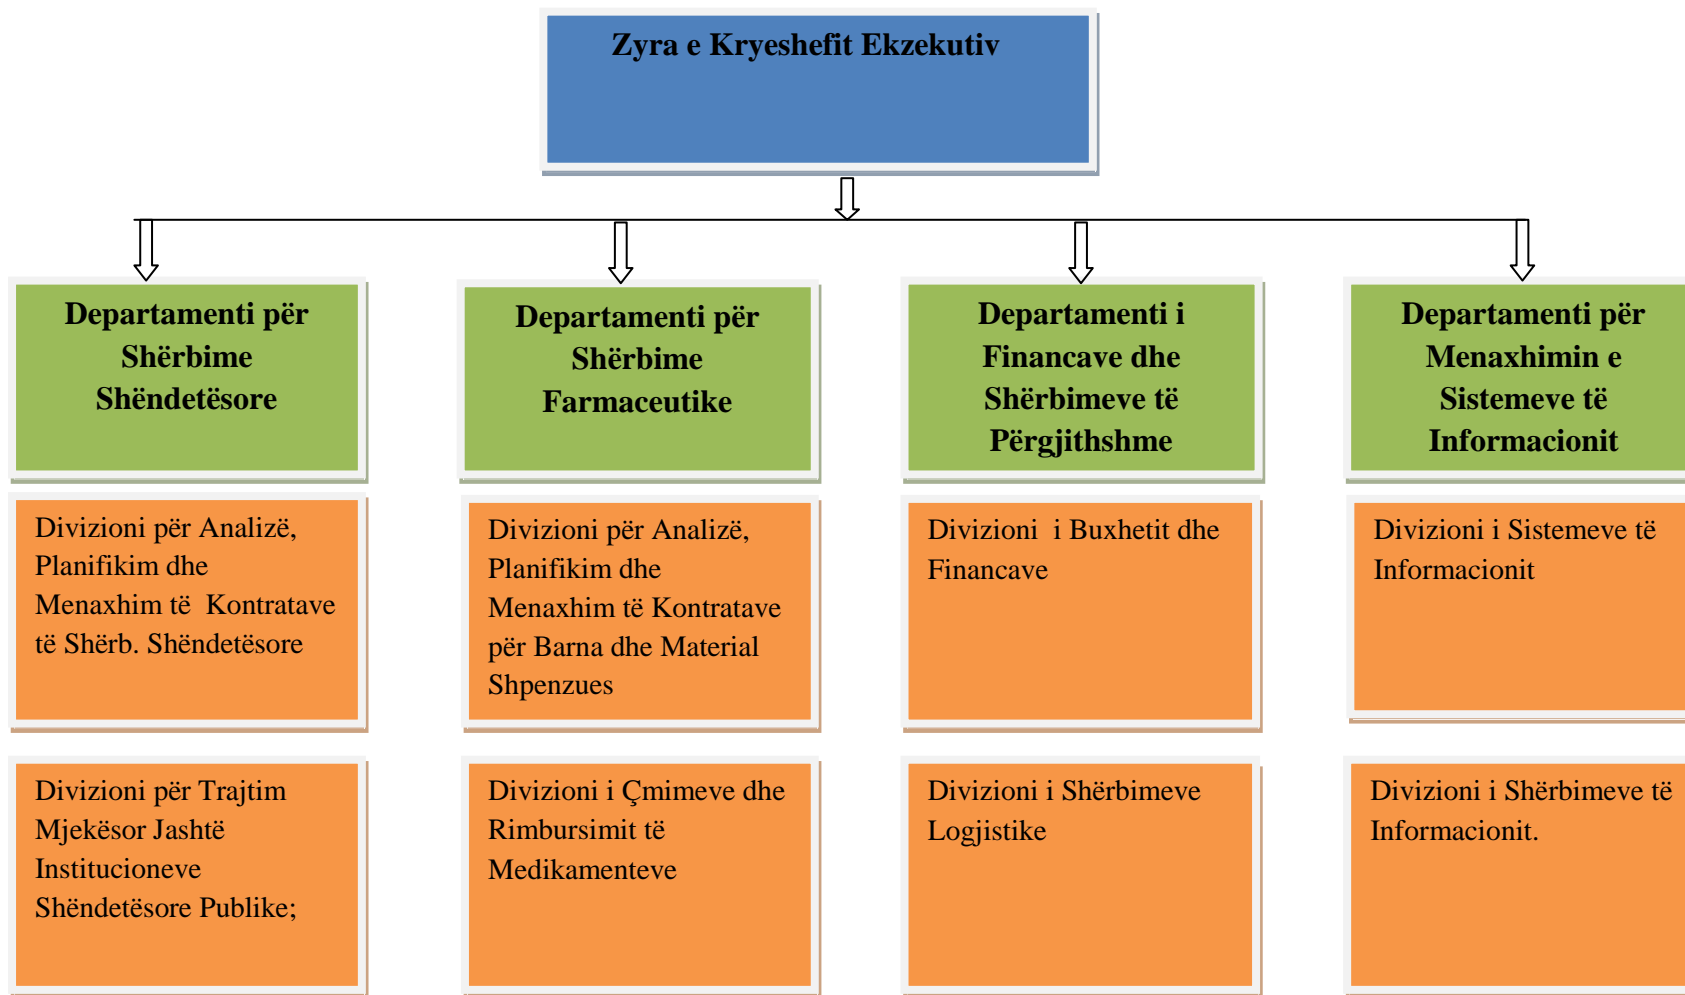 Zyra e Kryeshefit Ekzekutiv
Departamenti për
Shërbime
Shëndetësore
Departamenti për
Shërbime
Farmaceutike
Departamenti i
Financave dhe
Shërbimeve të
Përgjithshme
Departamenti për
Menaxhimin e
Sistemeve të
Informacionit
Divizioni për Analizë,
Planifikim dhe
Menaxhim të  Kontratave
të Shërb. Shëndetësore
Divizioni për Analizë,
Planifikim dhe
Menaxhim të Kontratave
për Barna dhe Material
Shpenzues
Divizioni  i Buxhetit dhe
Financave
Divizioni i Sistemeve të
Informacionit
Divizioni për Trajtim
Mjekësor Jashtë
Institucioneve
Shëndetësore Publike;
Divizioni i Çmimeve dhe
Rimbursimit të
Medikamenteve
Divizioni i Shërbimeve
Logjistike
Divizioni i Shërbimeve të
Informacionit.